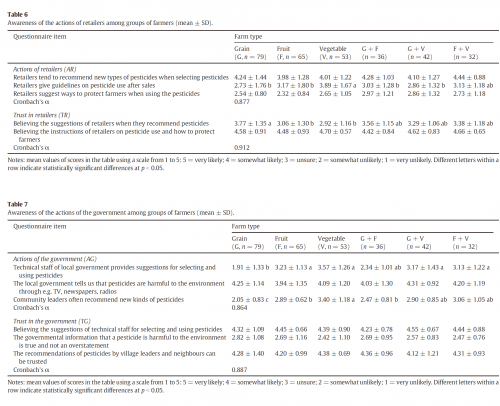 Table 6
Awareness of the actions of retailers among groups of farmers (mean ± SD).
Questionnaire item Farm type
Grain Fruit Vegetable G + F G + V F + V
(G, n = 79) (F, n = 65) (V, n = 53) (n = 36) (n = 42) (n = 32)
Actions of retailers (AR)
Retailers tend to recommend new types of pesticides when selecting pesticides 4.24 ± 1.44 3.98 ± 1.28 4.01 ± 1.22 4.28 ± 1.03 4.10 ± 1.27 4.44 ± 0.88
Retailers give guidelines on pesticide use after sales 2.73 ± 1.76 b 3.17 ± 1.80 b 3.89 ± 1.67 a 3.03 ± 1.28 b 2.86 ± 1.32 b 3.13 ± 1.18 ab
Retailers suggest ways to protect farmers when using the pesticides 2.54 ± 0.80 2.32 ± 0.84 2.65 ± 1.05 2.97 ± 1.21 2.86 ± 1.32 2.73 ± 1.18
Cronbach's α 0.877
Trust in retailers (TR)
Believing the suggestions of retailers when they recommend pesticides 3.77 ± 1.35 a 3.06 ± 1.30 b 2.92 ± 1.16 b 3.56 ± 1.15 ab 3.29 ± 1.06 ab 3.38 ± 1.18 ab
Believing the instructions of retailers on pesticide use and how to protect 4.58 ± 0.91 4.48 ± 0.93 4.70 ± 0.57 4.42 ± 0.84 4.62 ± 0.83 4.66 ± 0.65
farmers
Cronbach's α 0.912
Notes: mean values of scores in the table using a scale from 1 to 5: 5 = very likely; 4 = somewhat likely; 3 = unsure; 2 = somewhat unlikely; 1 = very unlikely. Different letters within a
row indicate statistically significant differences at p < 0.05.
Table 7
Awareness of the actions of the government among groups of farmers (mean ± SD).
Questionnaire item Farm type
Grain Fruit Vegetable G + F G + V F + V
(G, n = 79) (F, n = 65) (V, n = 53) (n = 36) (n = 42) (n = 32)
Actions of the government (AG)
Technical staff of local government provides suggestions for selecting and 1.91 ± 1.33 b 3.23 ± 1.13 a 3.57 ± 1.26 a 2.34 ± 1.01 ab 3.17 ± 1.43 a 3.13 ± 1.22 a
using pesticides
The local government tells us that pesticides are harmful to the environment 4.25 ± 1.14 3.94 ± 1.35 4.09 ± 1.20 4.03 ± 1.30 4.31 ± 0.92 4.20 ± 1.19
through e.g. TV, newspapers, radios
Community leaders often recommend new kinds of pesticides 2.05 ± 0.83 c 2.89 ± 0.62 b 3.40 ± 1.18 a 2.47 ± 0.81 b 2.90 ± 0.85 ab 3.06 ± 1.05 ab
Cronbach's α 0.864
Trust in the government (TG)
Believing the suggestions of technical staff for selecting and using pesticides 4.32 ± 1.09 4.45 ± 0.66 4.39 ± 0.90 4.23 ± 0.78 4.55 ± 0.67 4.44 ± 0.88
The governmental information that a pesticide is harmful to the environment 2.82 ± 1.08 2.69 ± 1.16 2.42 ± 1.10 2.69 ± 0.95 2.57 ± 0.83 2.47 ± 0.76
is true and not an overstatement
The recommendations of pesticides by village leaders and neighbours can 4.28 ± 1.40 4.20 ± 0.99 4.38 ± 0.69 4.36 ± 0.96 4.12 ± 1.21 4.31 ± 0.93
be trusted
Cronbach's α 0.887
Notes: mean values of scores in the table using a scale from 1 to 5: 5 = very likely; 4 = somewhat likely; 3 = unsure; 2 = somewhat unlikely; 1 = very unlikely. Different letters within a
row indicate statistically significant differences at p < 0.05.